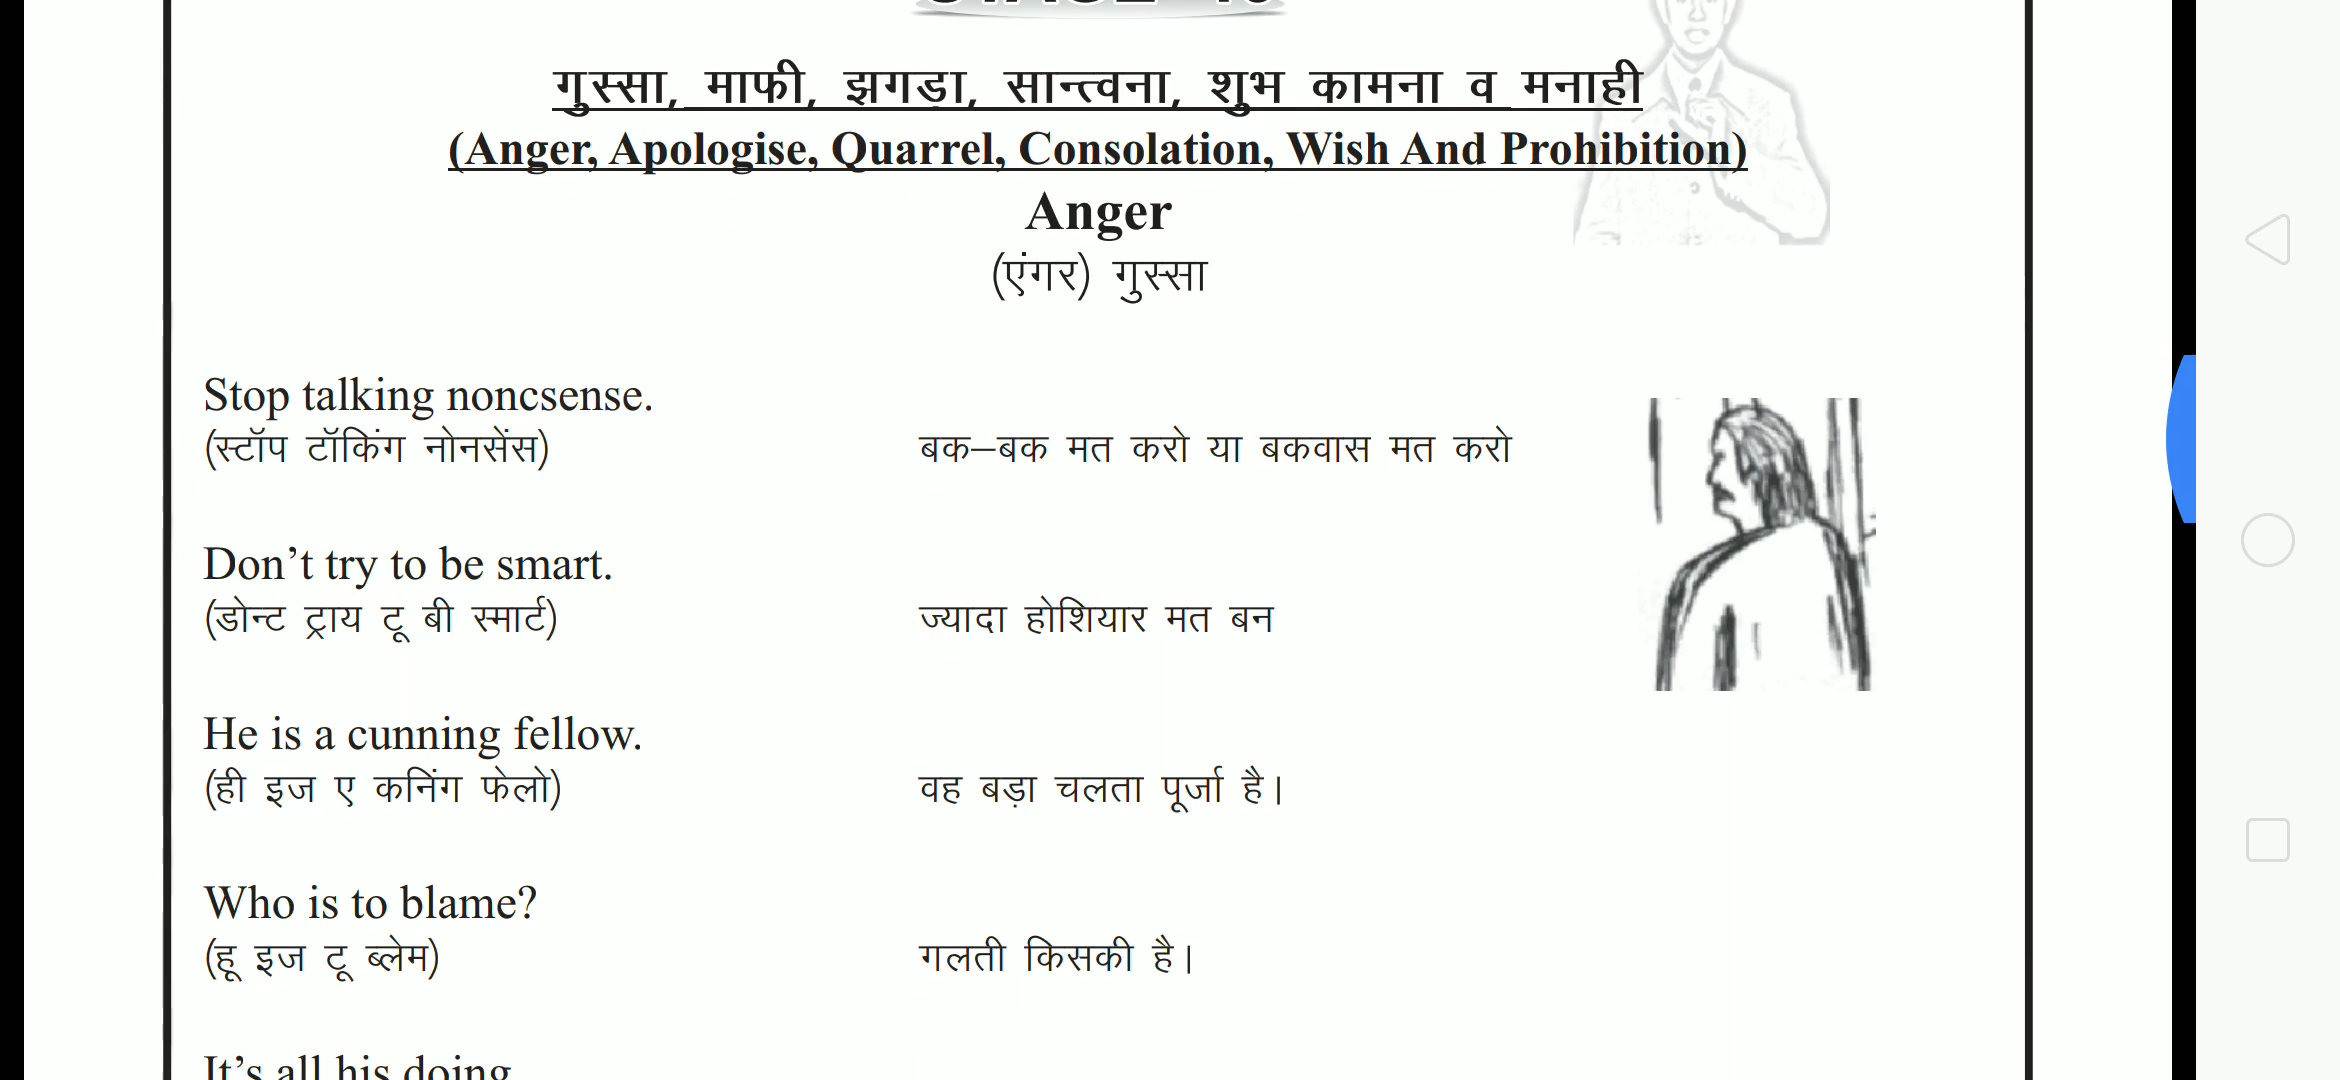 गुस्सा, माफी, झगड़ा, सान्त्वना, शुभ कामना व मनाही
(Anger, Apologise, Quarrel, Consolation, Wish And Prohibition)
Anger
(एंगर) गुस्सा
Stop talking noncsense.
(स्टॉप टॉकिंग नोनसेंस) बक–बक मत करो या बकवास मत करो
Don’t try to be smart.
(डोन्ट ट्राय टू बी स्मार्ट) ज्यादा होशियार मत बन
He is a cunning fellow.
(ही इज ए कनिंग फेलो) वह बड़ा चलता पूर्जा है।
Who is to blame?
(हू इज टू ब्लेम) गलती किसकी है।
It’s all his doing